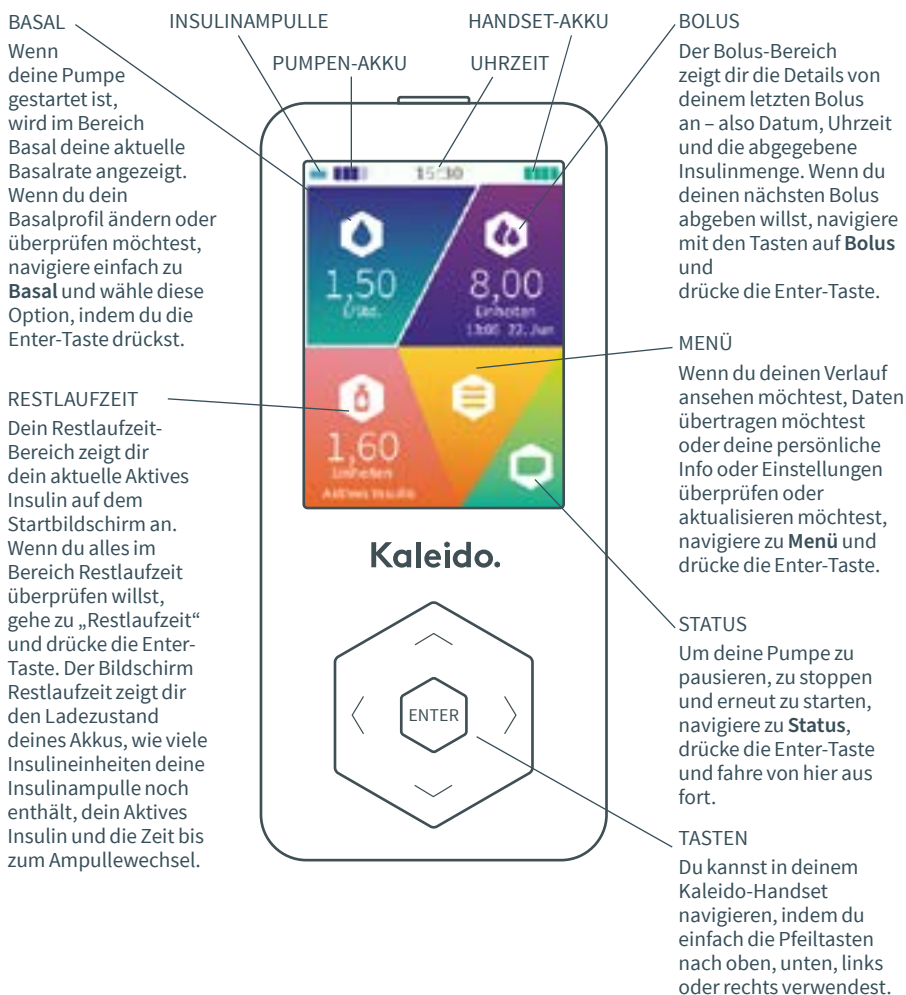 BASAL
Wenn
deine Pumpe
gestartet ist,
wird im Bereich
Basal deine aktuelle
Basalrate angezeigt.
Wenn du dein
Basalprofil ändern oder
überprüfen möchtest,
navigiere einfach zu
Basal und wähle diese
Option, indem du die
Enter-Taste drückst.
RESTLAUFZEIT
Dein Restlaufzeit-
Bereich zeigt dir
dein aktuelle Aktives
Insulin auf dem
Startbildschirm an.
Wenn du alles im
Bereich Restlaufzeit
überprüfen willst,
gehe zu „Restlaufzeit“
und drücke die Enter-
Taste. Der Bildschirm
Restlaufzeit zeigt dir
den Ladezustand
deines Akkus, wie viele
Insulineinheiten deine
Insulinampulle noch
enthält, dein Aktives
Insulin und die Zeit bis
zum Ampullewechsel.
INSULINAMPULLE
PUMPEN-AKKU
HANDSET-AKKU
UHRZEIT
15:30
1,50
E/Std.
8,00
Einheiten
13:05 22. Jun
1,60
Einheiten
Aktives Insulin
Kaleido.
ENTER
BOLUS
Der Bolus-Bereich
zeigt dir die Details von
deinem letzten Bolus
an – also Datum, Uhrzeit
und die abgegebene
Insulinmenge. Wenn du
deinen nächsten Bolus
abgeben willst, navigiere
mit den Tasten auf Bolus
und
drücke die Enter-Taste.
MENÜ
Wenn du deinen Verlauf
ansehen möchtest, Daten
übertragen möchtest
oder deine persönliche
Info oder Einstellungen
überprüfen oder
aktualisieren möchtest,
navigiere zu Menü und
drücke die Enter-Taste.
STATUS
Um deine Pumpe zu
pausieren, zu stoppen
und erneut zu starten,
navigiere zu Status,
drücke die Enter-Taste
und fahre von hier aus
fort.
TASTEN
Du kannst in deinem
Kaleido-Handset
navigieren, indem du
einfach die Pfeiltasten
nach oben, unten, links
oder rechts verwendest.